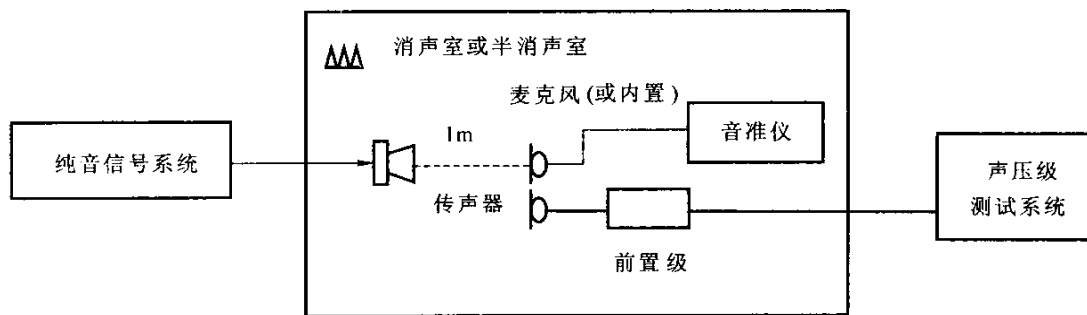 消声室或半消声室
麦克风(或内置)
音准仪
1m
纯音信号系统
传声器
声压级
测试系统
前置级